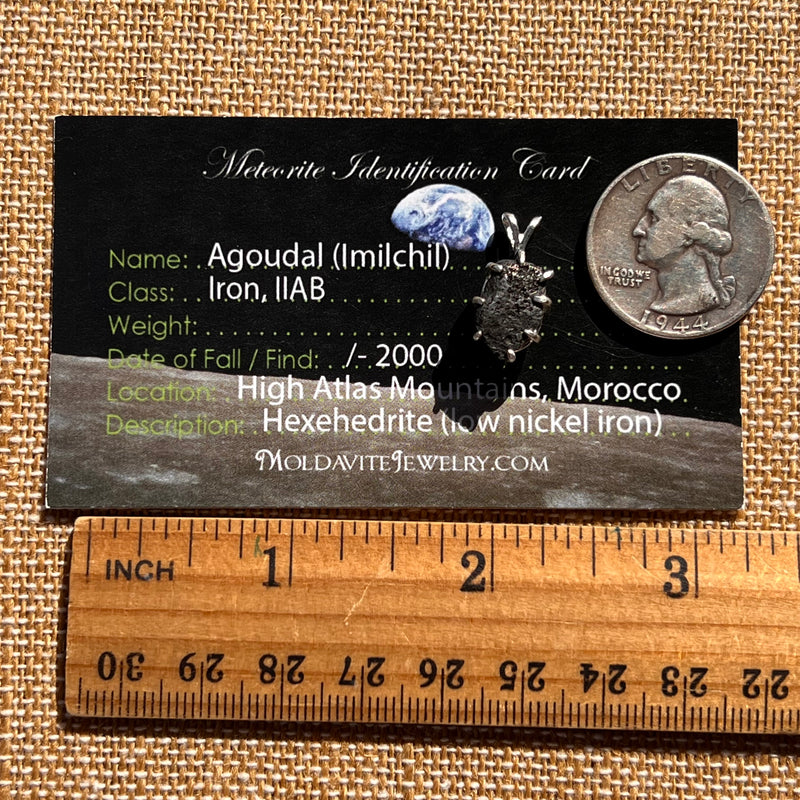 Meteorite Identification Card
Name: . . Agoudal (Imilchil) . . . . . . . . . . . .
Class: . . Iron, IIAB . . . . . . . . . . . . . . . . . . . .
Weight: . . . . . . . . . . . . . . . . . . . . . . . . . . . . . .
Date of Fall / Find: . . /- 2000 . . . . . . . . . . . . . . .
Location: . . High Atlas Mountains, Morocco
Description: . . Hexehedrite (low nickel iron) . .
MOLDAVITEJEWELRY.COM
LIBERTY
IN GOD WE
TRUST
1944
INCH 1 2 3
30 29 28 27 26 25 24 23 22